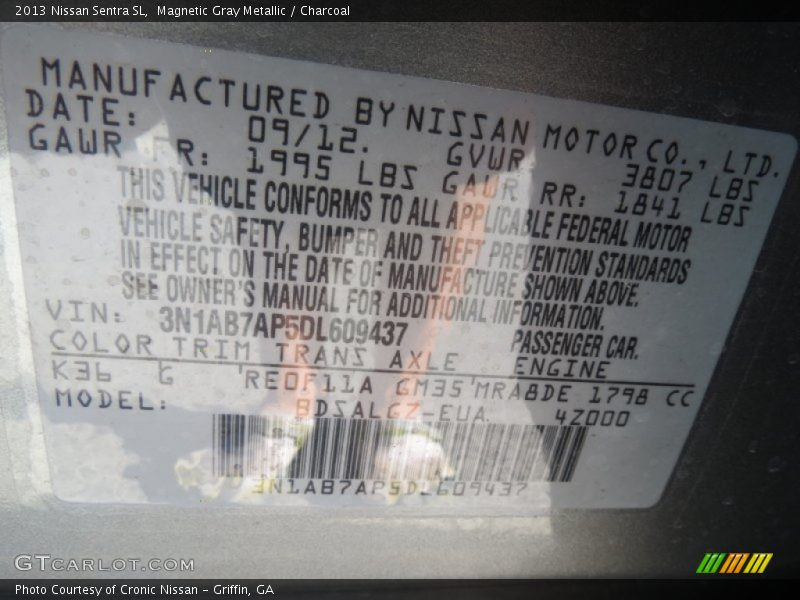 2013 Nissan Sentra SL, Magnetic Gray Metallic / Charcoal
MANUFACTURED BY NISSAN MOTOR CO., LTD.
DATE: 09/12. GVWR 3807 LBS
GAWR FR: 1995 LBS GAWR RR: 1841 LBS
THIS VEHICLE CONFORMS TO ALL APPLICABLE FEDERAL MOTOR
VEHICLE SAFETY, BUMPER AND THEFT PREVENTION STANDARDS
IN EFFECT ON THE DATE OF MANUFACTURE SHOWN ABOVE.
SEE OWNER'S MANUAL FOR ADDITIONAL INFORMATION.
VIN: 3N1AB7AP5DL609437 PASSENGER CAR.
COLOR TRIM TRANS AXLE ENGINE
K36 G RE0F11A GM35 MRA8DE 1798 CC
MODEL: BDSALGZ-EUA 4Z000
3N1AB7AP5DL609437
GTCARLOT.COM
Photo Courtesy of Cronic Nissan - Griffin, GA